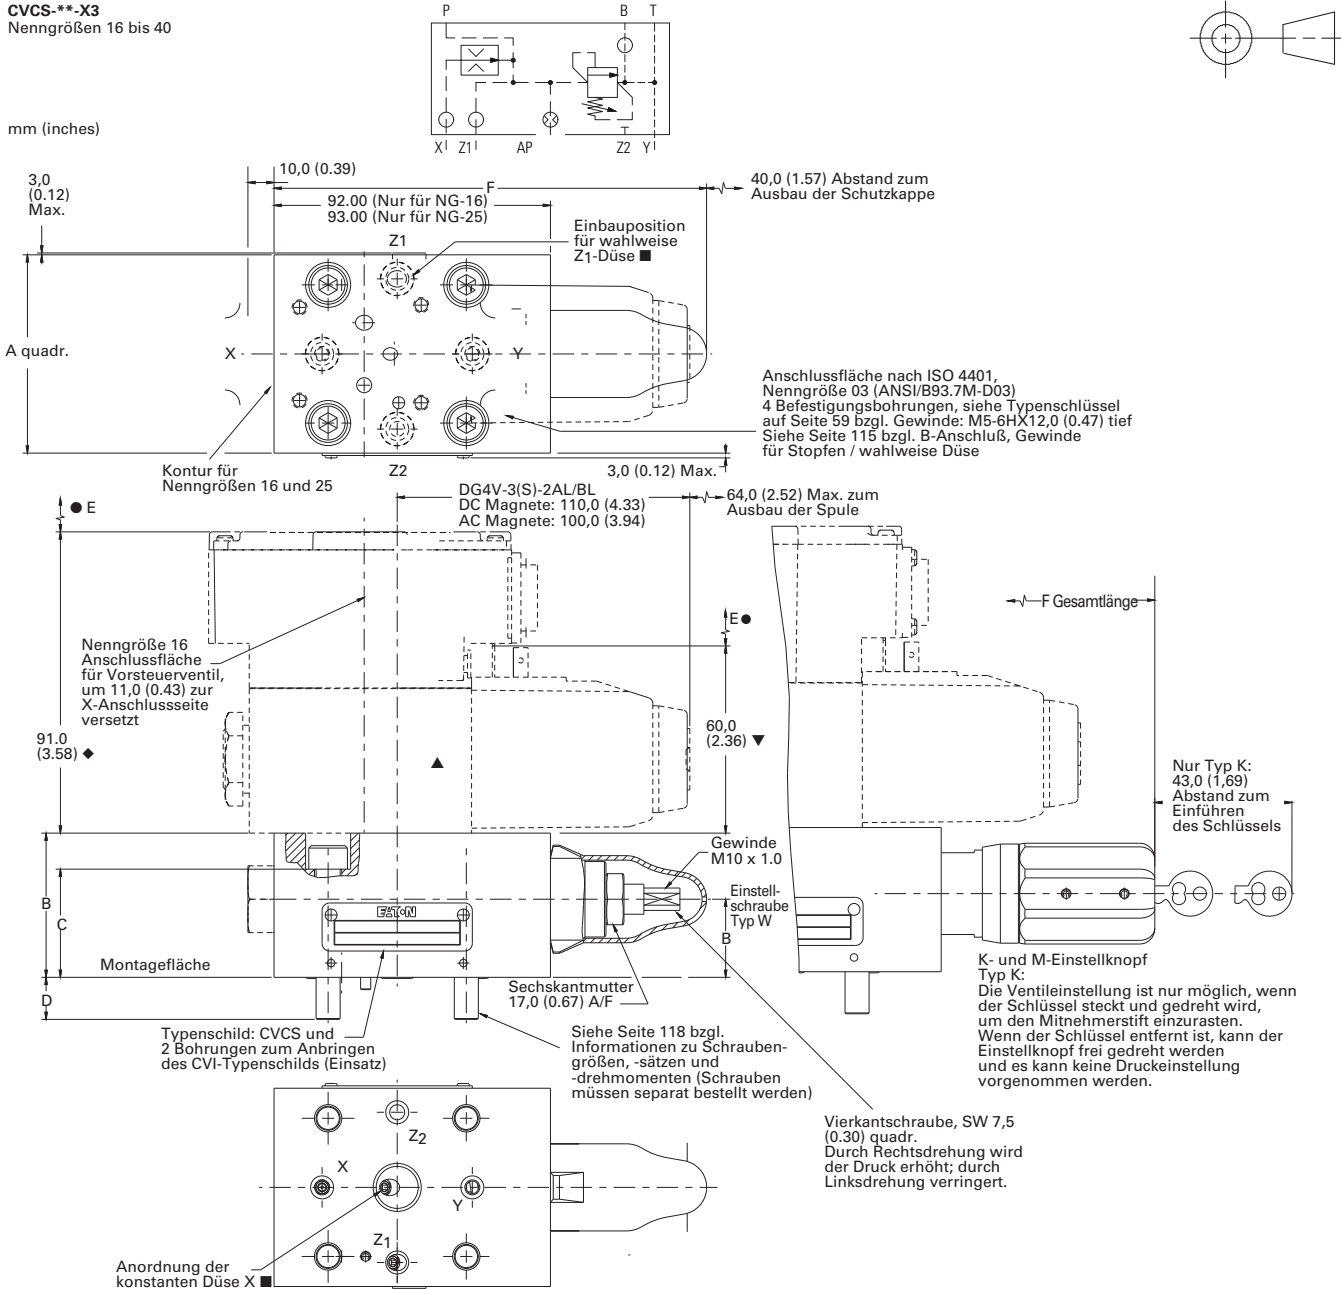 CVCS-**-X3
Nenngrößen 16 bis 40
P B T
mm (inches)
X Z1 AP Z2 Y
10,0 (0.39)
3,0
(0.12)
Max.
F
40,0 (1.57) Abstand zum
Ausbau der Schutzkappe
92.00 (Nur für NG-16)
93.00 (Nur für NG-25)
Einbauposition
für wahlweise
Z1-Düse ■
Z1
A quadr.
X
Y
Anschlussfläche nach ISO 4401,
Nenngröße 03 (ANSI/B93.7M-D03)
4 Befestigungsbohrungen, siehe Typenschlüssel
auf Seite 59 bzgl. Gewinde: M5-6HX12,0 (0.47) tief
Siehe Seite 115 bzgl. B-Anschluß, Gewinde
für Stopfen / wahlweise Düse
Kontur für
Nenngrößen 16 und 25
Z2
3,0 (0.12) Max.
● E
DG4V-3(S)-2AL/BL
DC Magnete: 110,0 (4.33)
AC Magnete: 100,0 (3.94)
64,0 (2.52) Max. zum
Ausbau der Spule
F Gesamtlänge
E ●
Nenngröße 16
Anschlussfläche
für Vorsteuerventil,
um 11,0 (0.43) zur
X-Anschlussseite
versetzt
91.0
(3.58) ◆
60,0
(2.36) ▼
▲
Nur Typ K:
43,0 (1,69)
Abstand zum
Einführen
des Schlüssels
Gewinde
M10 x 1.0
Einstell-
schraube
Typ W
B
C
B
D
EATON
Montagefläche
Sechskantmutter
17,0 (0.67) A/F
K- und M-Einstellknopf
Typ K:
Die Ventileinstellung ist nur möglich, wenn
der Schlüssel steckt und gedreht wird,
um den Mitnehmerstift einzurasten.
Wenn der Schlüssel entfernt ist, kann der
Einstellknopf frei gedreht werden
und es kann keine Druckeinstellung
vorgenommen werden.
Typenschild: CVCS und
2 Bohrungen zum Anbringen
des CVI-Typenschilds (Einsatz)
Siehe Seite 118 bzgl.
Informationen zu Schrauben-
größen, -sätzen und
-drehmomenten (Schrauben
müssen separat bestellt werden)
Vierkantschraube, SW 7,5
(0.30) quadr.
Durch Rechtsdrehung wird
der Druck erhöht; durch
Linksdrehung verringert.
Z2
X
Y
Z1
Anordnung der
konstanten Düse X ■